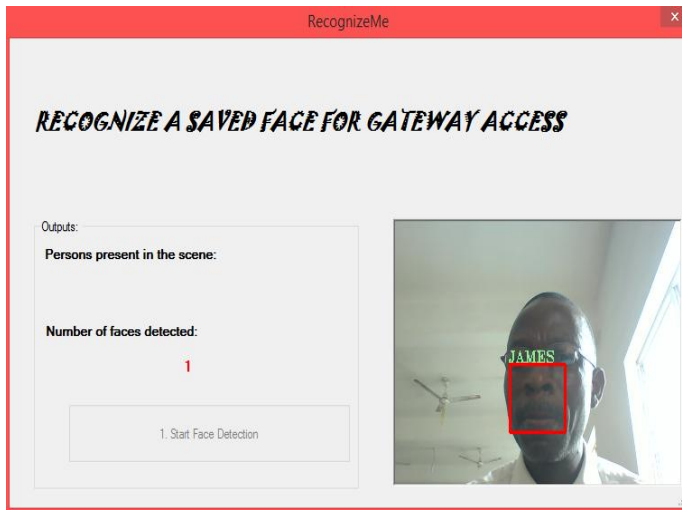 RecognizeMe
x
RECOGNIZE A SAVED FACE FOR GATEWAY ACCESS
Outputs:
Persons present in the scene:
Number of faces detected:
1
1. Start Face Detection
JAMES